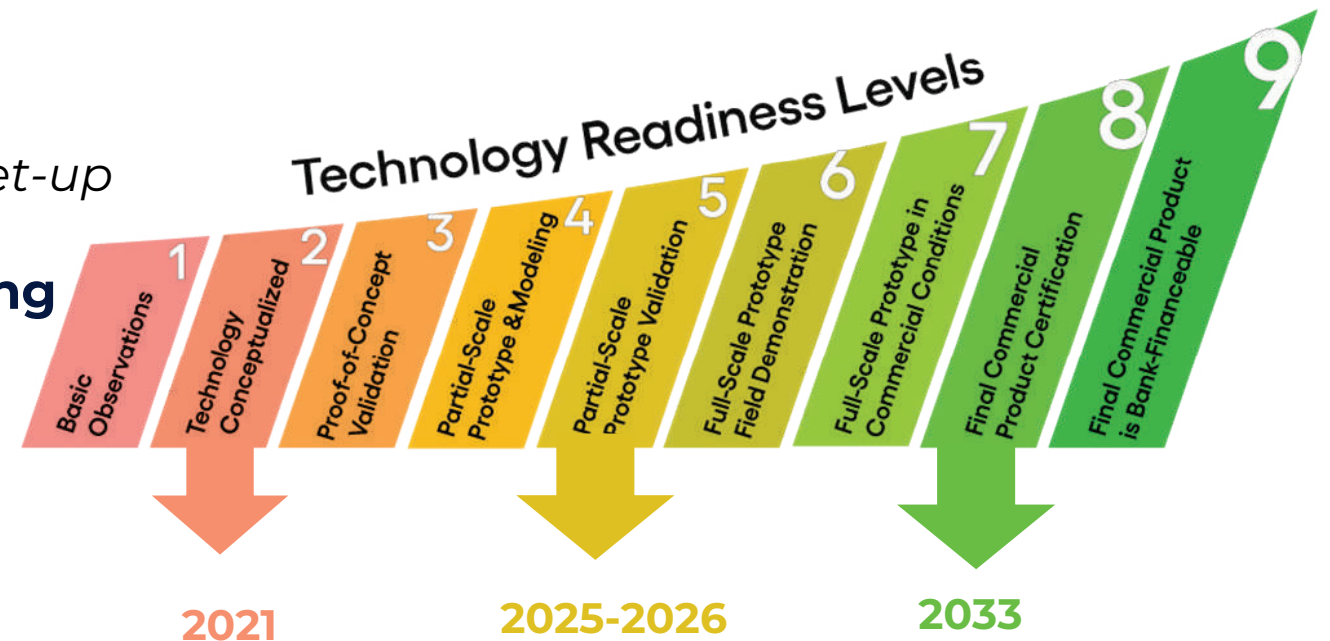 Technology Readiness Levels
et-up
ng
1
Basic
Observations
2
Technology
Conceptualized
3
Proof-of-Concept
Validation
4
Partial-Scale
Prototype &Modeling
5
Partial-Scale
Prototype Validation
6
Full-Scale Prototype
Field Demonstration
7
Full-Scale Prototype in
Commercial Conditions
8
Final Commercial
Product Certification
9
Final Commercial Product
is Bank-Financeable
2021
2025-2026
2033